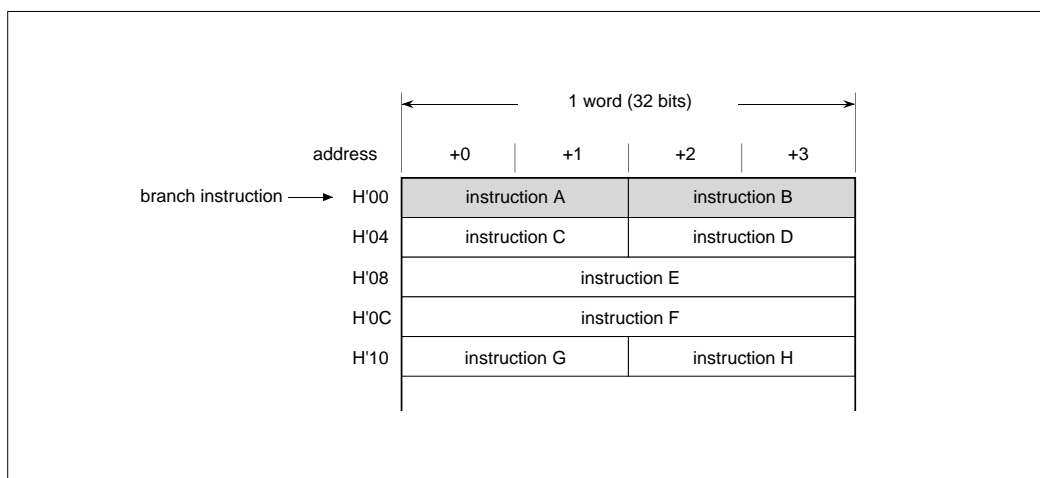 1 word (32 bits)
address +0 +1 +2 +3
branch instruction H'00 instruction A instruction B
H'04 instruction C instruction D
H'08 instruction E
H'0C instruction F
H'10 instruction G instruction H